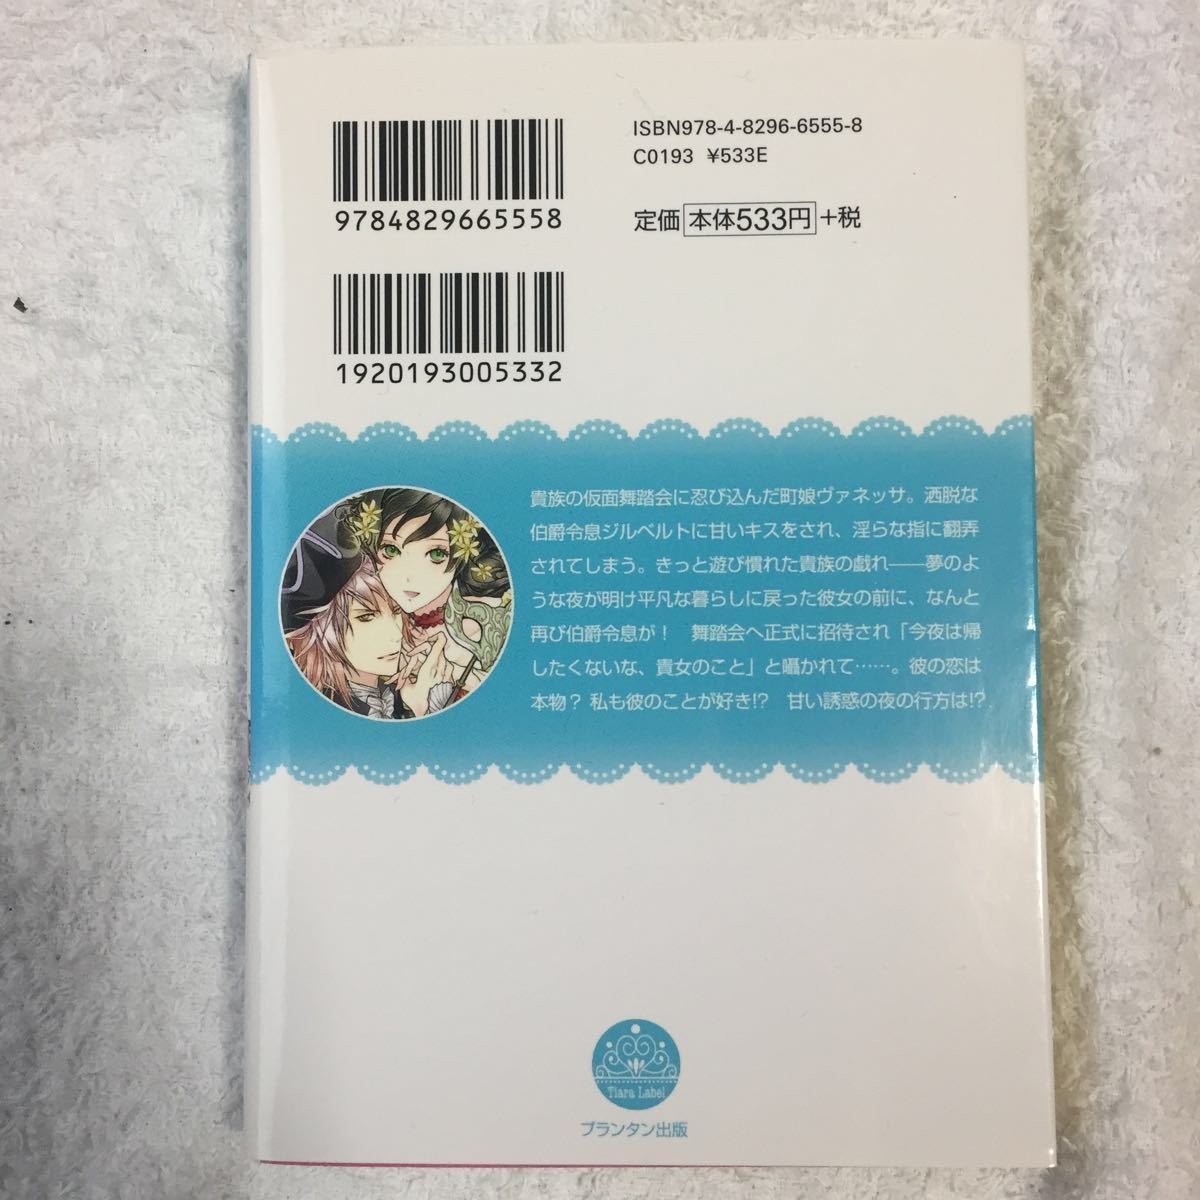 ISBN978-4-8296-6555-8
C0193 ¥533E
9784829665558
定価 本体533円+税
1920193005332
貴族の仮面舞踏会に忍び込んだ町娘ヴァネッサ。洒脱な
伯爵令息ジルベルトに甘いキスをされ、淫らな指に翻弄
されてしまう。きっと遊び慣れた貴族の戯れ――夢のよ
うな夜が明け平凡な暮らしに戻った彼女の前に、なんと
再び伯爵令息が！　舞踏会へ正式に招待され「今夜は帰
したくないな、貴女のこと」と囁かれて……。彼の恋は
本物？ 私も彼のことが好き!?　甘い誘惑の夜の行方は!?
Tiara Label
プランタン出版